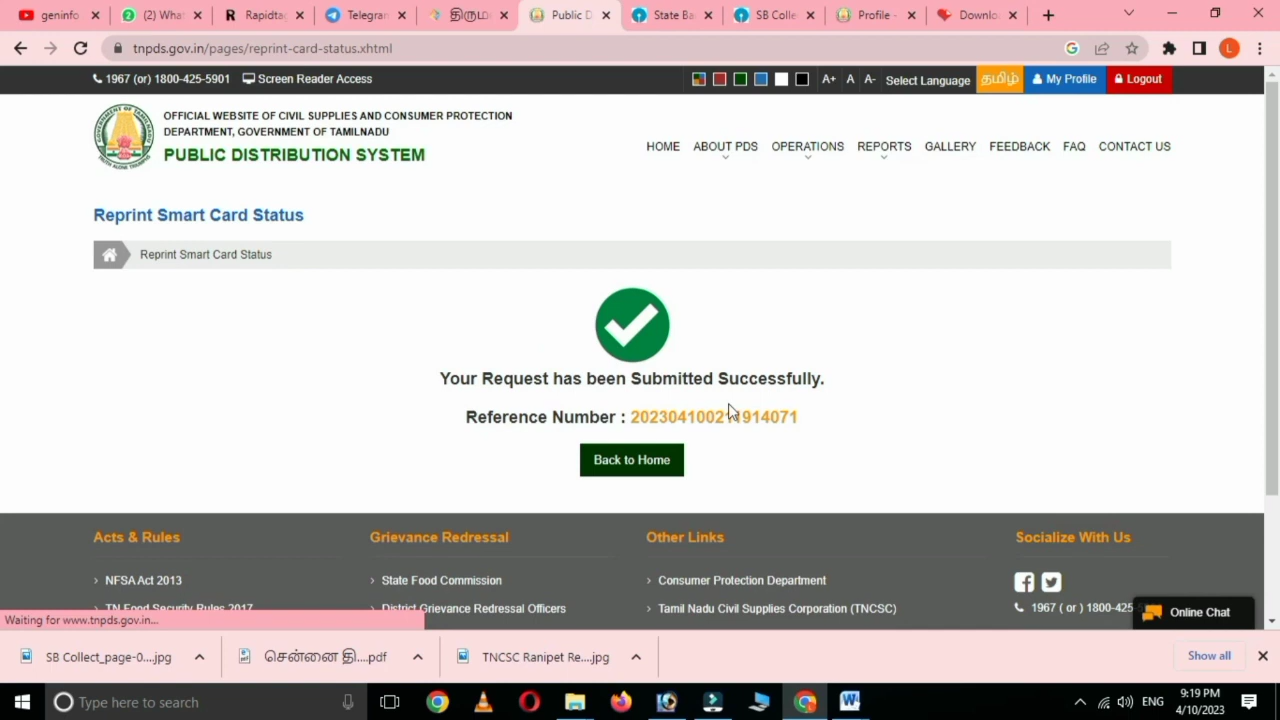 geninfo
(2) What
Rapidta
Telegran
திரும
Public D
State Ba
SB Colle
Profile -
Downlo
tnpds.gov.in/pages/reprint-card-status.xhtml
L
1967 (or) 1800-425-5901 Screen Reader Access
A+ A A- Select Language தமிழ் My Profile Logout
OFFICIAL WEBSITE OF CIVIL SUPPLIES AND CONSUMER PROTECTION
DEPARTMENT, GOVERNMENT OF TAMILNADU
PUBLIC DISTRIBUTION SYSTEM
HOME ABOUT PDS OPERATIONS REPORTS GALLERY FEEDBACK FAQ CONTACT US
Reprint Smart Card Status
Reprint Smart Card Status
Your Request has been Submitted Successfully.
Reference Number :
Back to Home
Acts & Rules Grievance Redressal Other Links Socialize With Us
NFSA Act 2013 State Food Commission Consumer Protection Department
TN Food Security Rules 2017 District Grievance Redressal Officers Tamil Nadu Civil Supplies Corporation (TNCSC) 1967 ( or ) 1800-425-
Online Chat
Waiting for www.tnpds.gov.in...
SB Collect_page-0....jpg சென்னை தி....pdf TNCSC Ranipet Re....jpg Show all
Type here to search
ENG
9:19 PM
4/10/2023